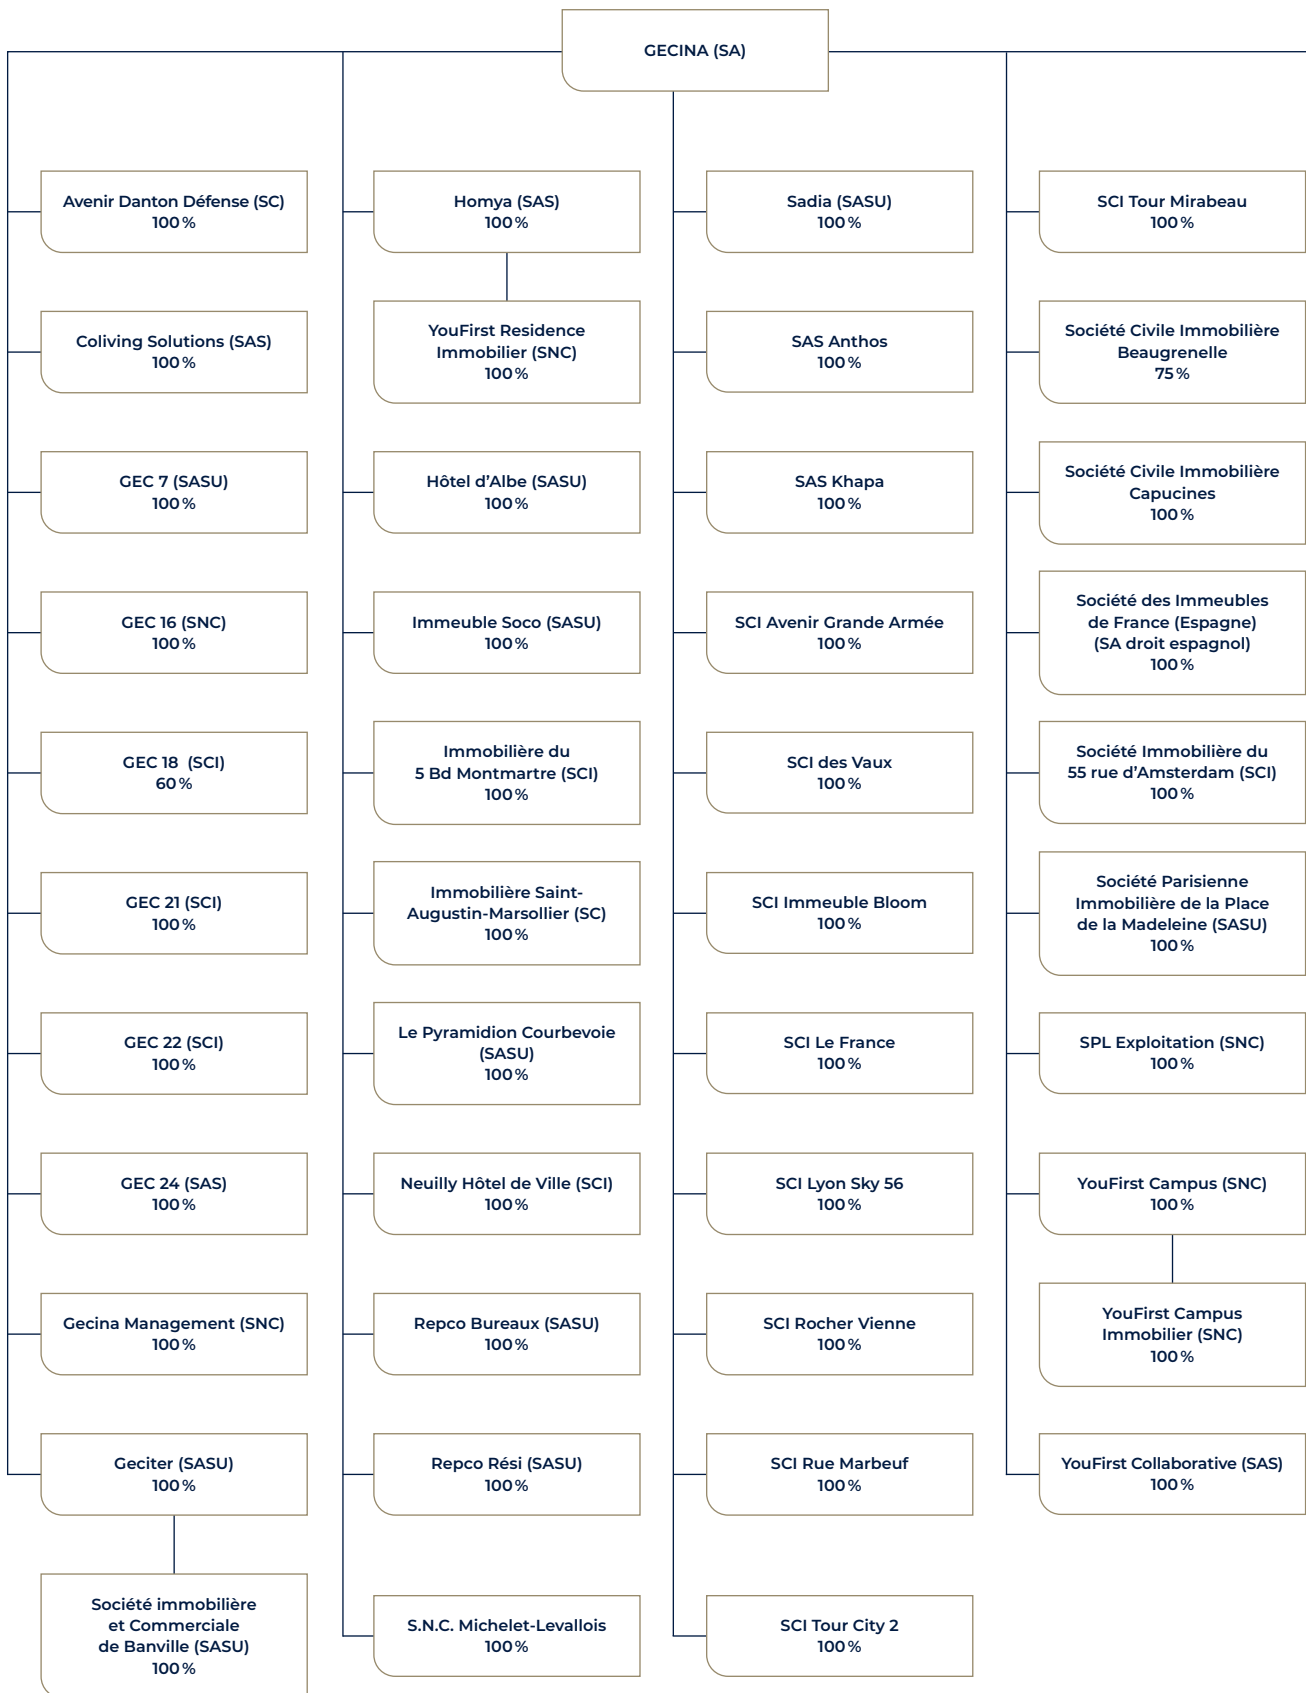 GECINA (SA)
Avenir Danton Défense (SC)
100 %
Coliving Solutions (SAS)
100 %
GEC 7 (SASU)
100 %
GEC 16 (SNC)
100 %
GEC 18 (SCI)
60 %
GEC 21 (SCI)
100 %
GEC 22 (SCI)
100 %
GEC 24 (SAS)
100 %
Gecina Management (SNC)
100 %
Geciter (SASU)
100 %
Société immobilière
et Commerciale
de Banville (SASU)
100 %
Homya (SAS)
100 %
YouFirst Residence
Immobilier (SNC)
100 %
Hôtel d’Albe (SASU)
100 %
Immeuble Soco (SASU)
100 %
Immobilière du
5 Bd Montmartre (SCI)
100 %
Immobilière Saint-
Augustin-Marsollier (SC)
100 %
Le Pyramidion Courbevoie
(SASU)
100 %
Neuilly Hôtel de Ville (SCI)
100 %
Repco Bureaux (SASU)
100 %
Repco Rési (SASU)
100 %
S.N.C. Michelet-Levallois
100 %
Sadia (SASU)
100 %
SAS Anthos
100 %
SAS Khapa
100 %
SCI Avenir Grande Armée
100 %
SCI des Vaux
100 %
SCI Immeuble Bloom
100 %
SCI Le France
100 %
SCI Lyon Sky 56
100 %
SCI Rocher Vienne
100 %
SCI Rue Marbeuf
100 %
SCI Tour City 2
100 %
SCI Tour Mirabeau
100 %
Société Civile Immobilière
Beaugrenelle
75 %
Société Civile Immobilière
Capucines
100 %
Société des Immeubles
de France (Espagne)
(SA droit espagnol)
100 %
Société Immobilière du
55 rue d’Amsterdam (SCI)
100 %
Société Parisienne
Immobilière de la Place
de la Madeleine (SASU)
100 %
SPL Exploitation (SNC)
100 %
YouFirst Campus (SNC)
100 %
YouFirst Campus
Immobilier (SNC)
100 %
YouFirst Collaborative (SAS)
100 %